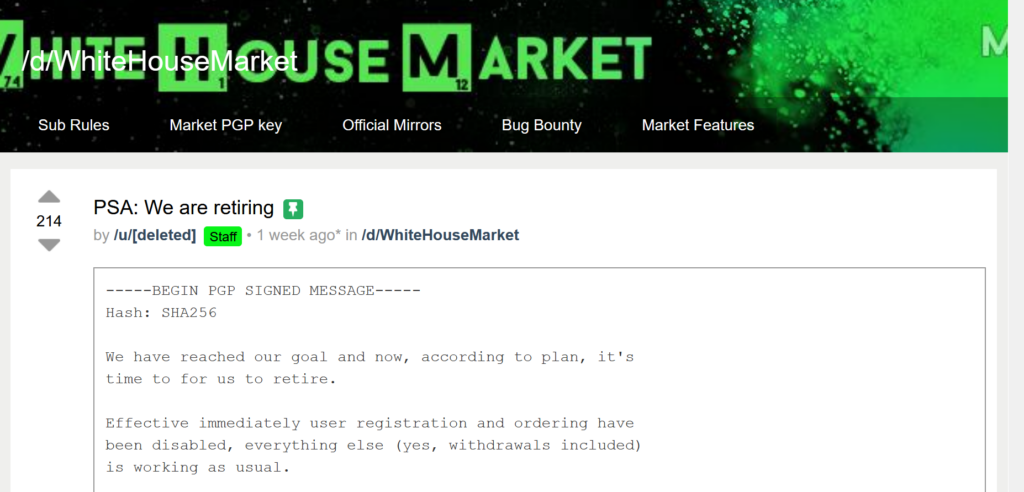 WHITE HOUSE MARKET
74 1 12
M
/d/WhiteHouseMarket
Sub Rules Market PGP key Official Mirrors Bug Bounty Market Features
PSA: We are retiring
214
by /u/[deleted] Staff • 1 week ago* in /d/WhiteHouseMarket
-----BEGIN PGP SIGNED MESSAGE-----
Hash: SHA256
We have reached our goal and now, according to plan, it's
time to for us to retire.
Effective immediately user registration and ordering have
been disabled, everything else (yes, withdrawals included)
is working as usual.